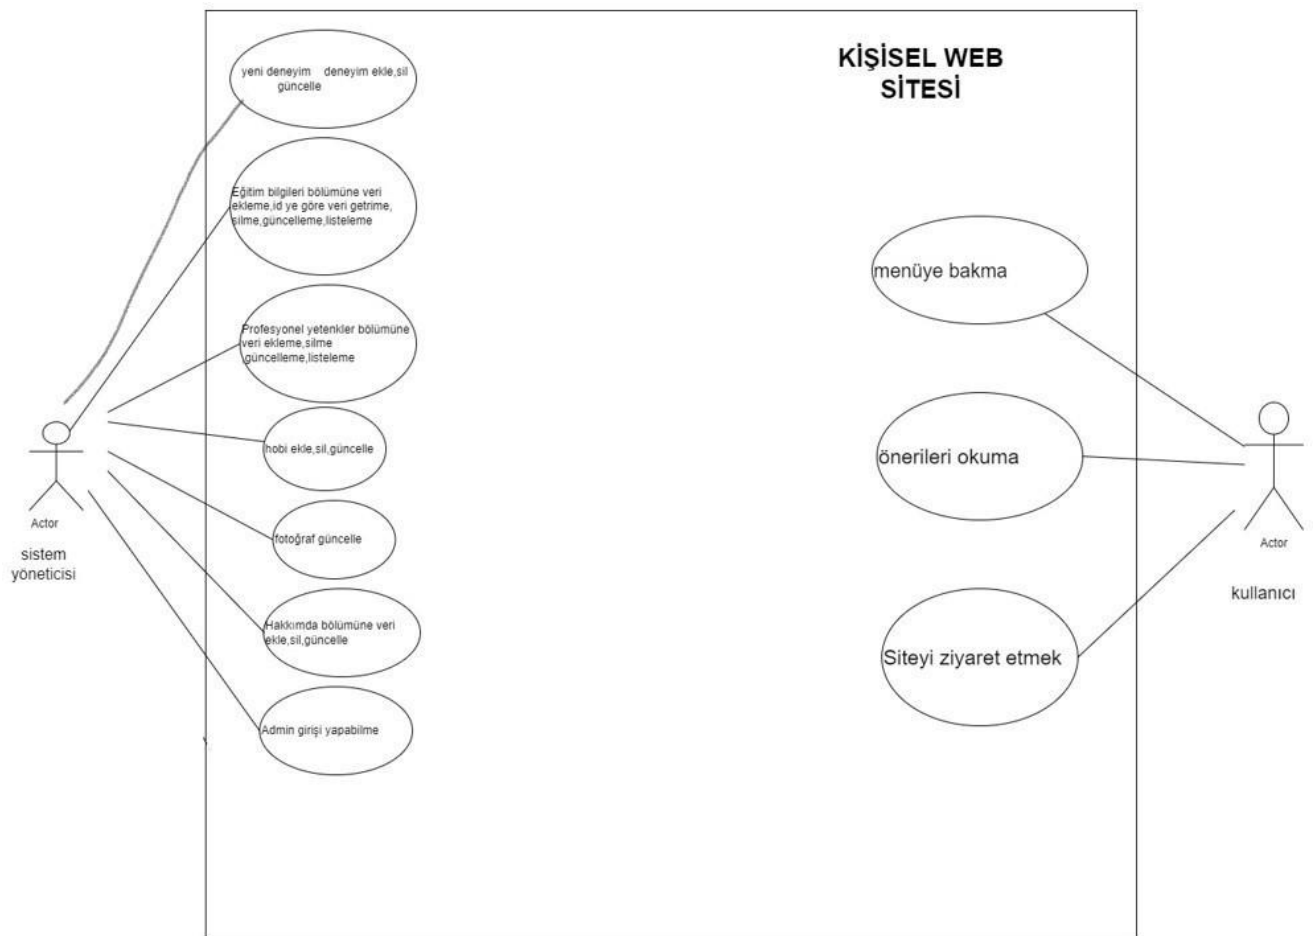 KİŞİSEL WEB
SİTESİ
yeni deneyim deneyim ekle,sil
güncelle
Eğitim bilgileri bölümüne veri
ekleme,id ye göre veri getrime,
silme,güncelleme,listeleme
Profesyonel yetenkler bölümüne
veri ekleme,silme
,güncelleme,listeleme
hobi ekle,sil,güncelle
fotoğraf güncelle
Hakkımda bölümüne veri
ekle,sil,güncelle
Admin girişi yapabilme
Actor
sistem
yöneticisi
menüye bakma
önerileri okuma
Siteyi ziyaret etmek
Actor
kullanıcı